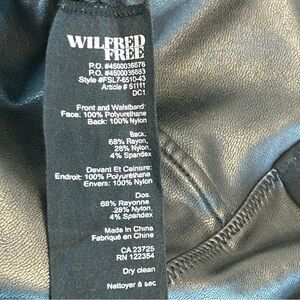 WILFRED
FREE
P.O. #4500036678
P.O. #4500036683
Style #FSL7-6510-43
Article # 51111
DC1
Front and Waistband:
Face: 100% Polyurethane
Back: 100% Nylon
Back:
68% Rayon,
28% Nylon,
4% Spandex
Devant Et Ceinture:
Endroit: 100% Polyuréthane
Envers: 100% Nylon
Dos:
68% Rayonne,
28% Nylon,
4% Spandex
Made In China
Fabriqué en Chine
CA 23725
RN 122354
Dry clean
Nettoyer à sec